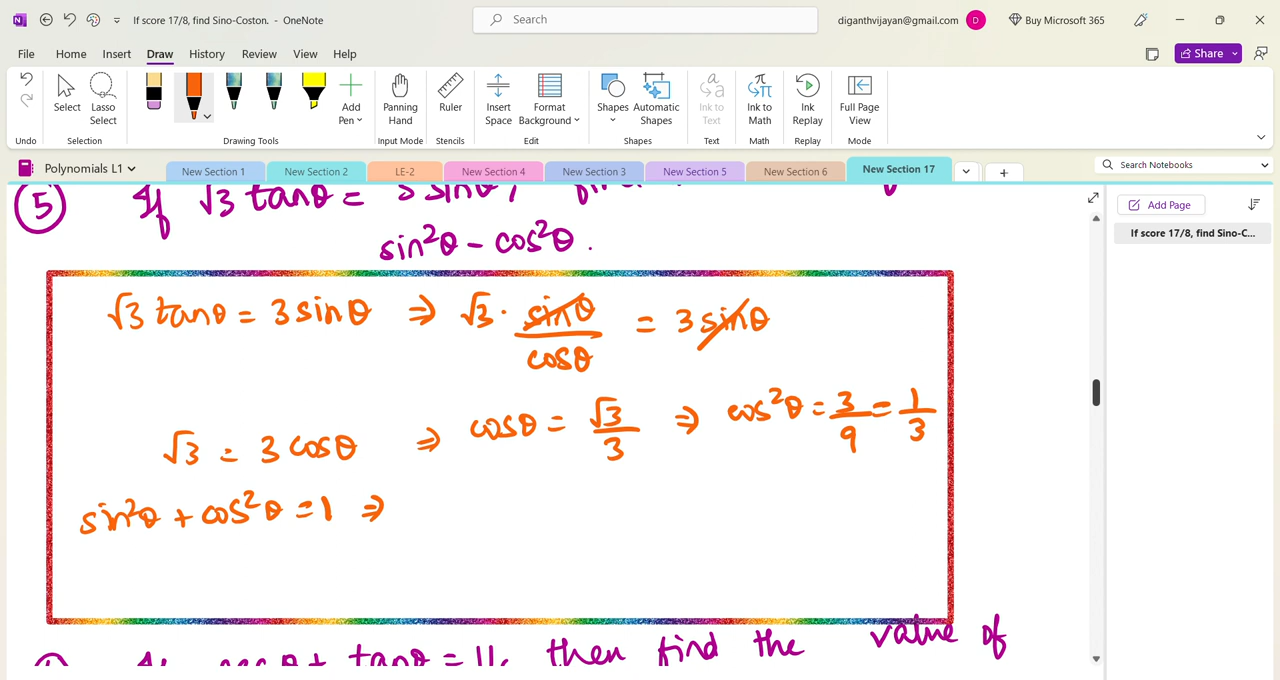 If score 17/8, find Sino-Coston. - OneNote
Search
diganthvijayan@gmail.com D Buy Microsoft 365
File Home Insert Draw History Review View Help
Share
Undo
Select
Lasso Select
Add Pen
Panning Hand
Ruler
Insert Space
Format Background
Shapes
Automatic Shapes
Ink to Text
Ink to Math
Ink Replay
Full Page View
Undo Selection Drawing Tools Input Mode Stencils Edit Shapes Text Math Replay Mode
Polynomials L1
New Section 1 New Section 2 LE-2 New Section 4 New Section 3 New Section 5 New Section 6 New Section 17
Search Notebooks
Add Page
If score 17/8, find Sino-C...
⑤ If √3 tanθ = 3 sinθ,
sin²θ - cos²θ.
√3 tanθ = 3 sinθ ⇒ √3 · sinθ/cosθ = 3 sinθ
√3 = 3 cosθ ⇒ cosθ = √3/3 ⇒ cos²θ = 3/9 = 1/3
sin²θ + cos²θ = 1 ⇒
tanθ = then find the value of